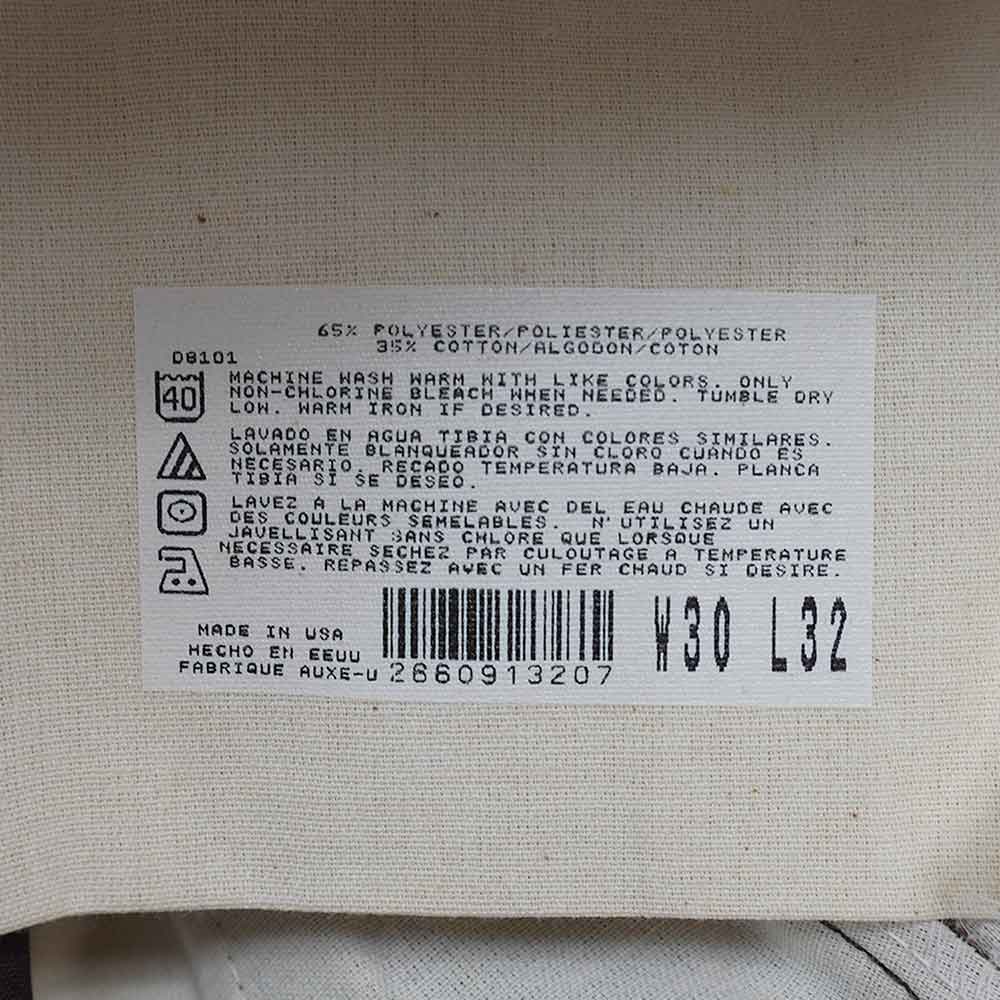 65% POLYESTER/POLIESTER/POLYESTER
35% COTTON/ALGODON/COTON
D8101
40
MACHINE WASH WARM WITH LIKE COLORS. ONLY
NON-CHLORINE BLEACH WHEN NEEDED. TUMBLE DRY
LOW. WARM IRON IF DESIRED.
LAVADO EN AGUA TIBIA CON COLORES SIMILARES.
SOLAMENTE BLANQUEADOR SIN CLORO CUANDO ES
NECESARIO. RECADO TEMPERATURA BAJA. PLANCA
TIBIA SI SE DESEO.
LAVEZ A LA MACHINE AVEC DEL EAU CHAUDE AVEC
DES COULEURS SEMELABLES. N'UTILISEZ UN
JAVELLISANT SANS CHLORE QUE LORSQUE
NECESSAIRE SECHEZ PAR CULOUTAGE A TEMPERATURE
BASSE. REPASSEZ AVEC UN FER CHAUD SI DESIRE.
MADE IN USA
HECHO EN EEUU
FABRIQUE AUXE-U
2660913207
W30 L32